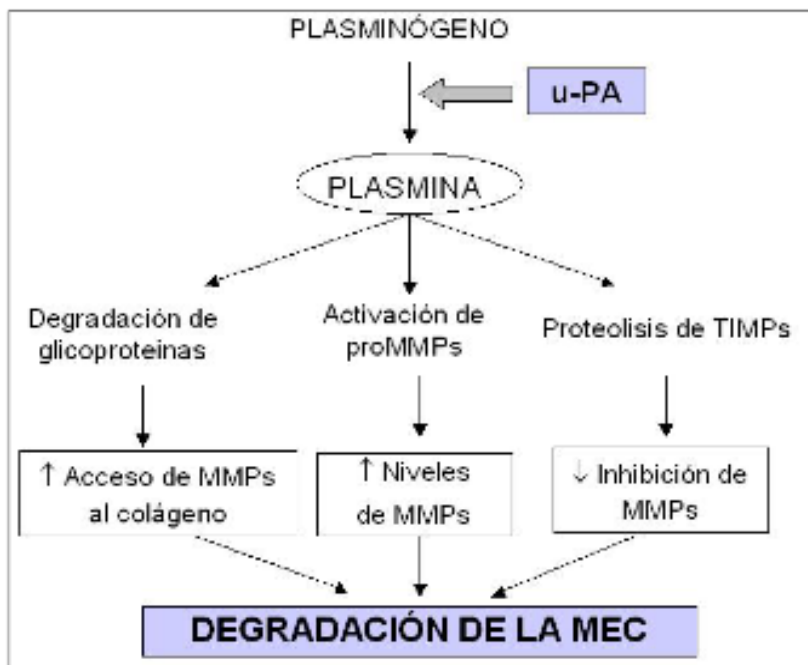 PLASMINÓGENO
u-PA
PLASMINA
Degradación de
glicoproteinas
Activación de
proMMPs
Proteolisis de TIMPs
↑ Acceso de MMPs
al colágeno
↑ Niveles
de MMPs
↓ Inhibición de
MMPs
DEGRADACIÓN DE LA MEC